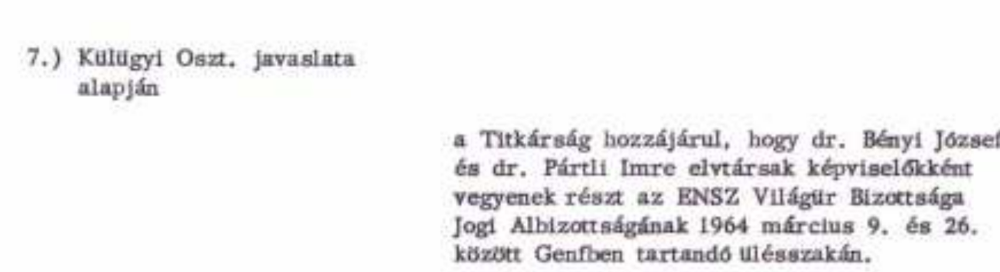 7.) Külügyi Oszt. javaslata
alapján
a Titkárság hozzájárul, hogy dr. Bényi József
és dr. Pártli Imre elvtársak képviselőkként
vegyenek részt az ENSZ Világür Bizottsága
Jogi Albizottságának 1964 március 9. és 26.
között Genfben tartandó ülésszakán.